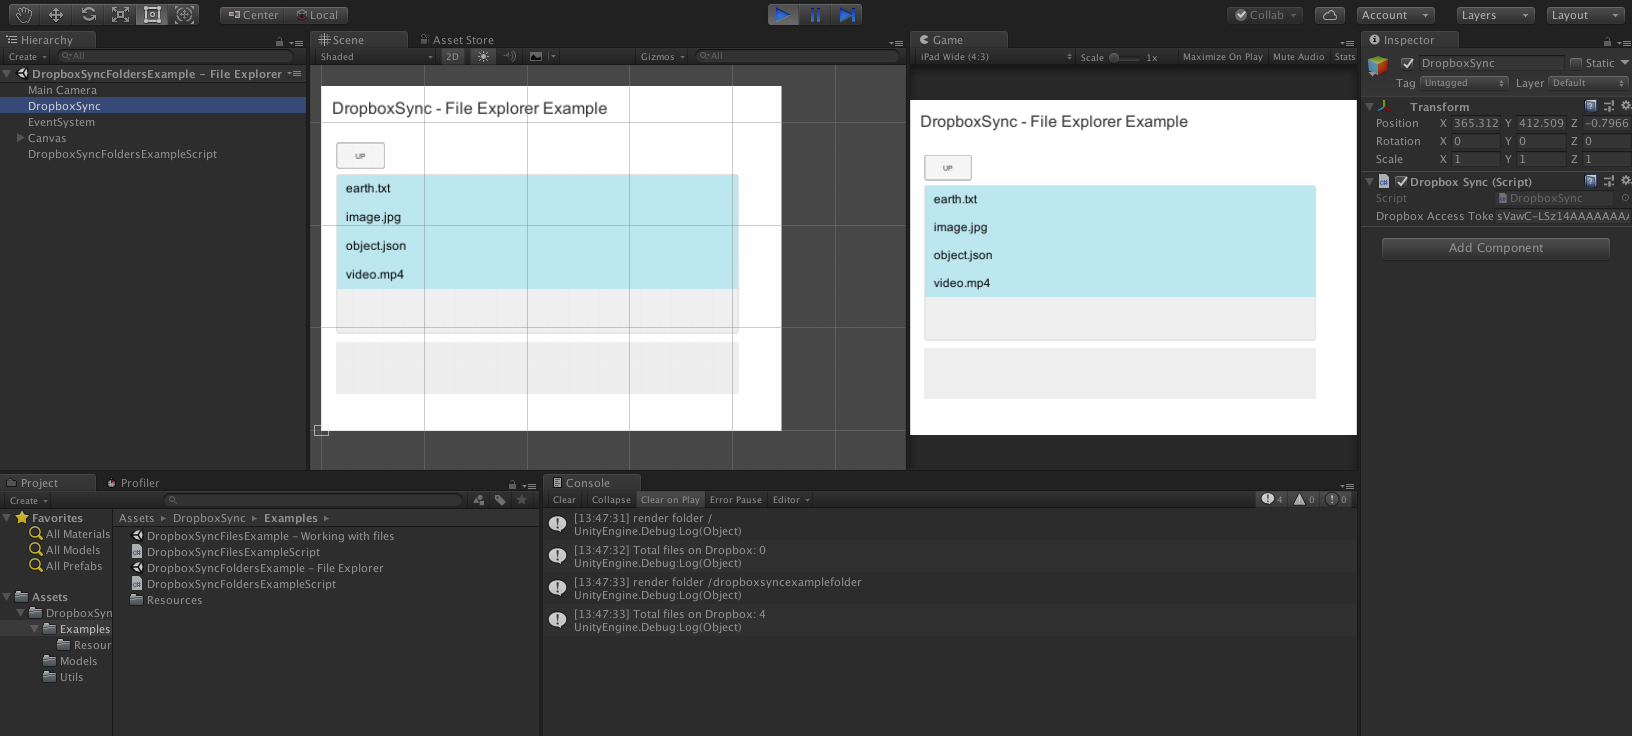 Center Local Collab Account Layers Layout
Hierarchy
Create All
DropboxSyncFoldersExample - File Explorer
Main Camera
DropboxSync
EventSystem
Canvas
DropboxSyncFoldersExampleScript
Scene Asset Store
Shaded 2D Gizmos All
DropboxSync - File Explorer Example
UP
earth.txt
image.jpg
object.json
video.mp4
Game
iPad Wide (4:3) Scale 1x Maximize On Play Mute Audio Stats
DropboxSync - File Explorer Example
UP
earth.txt
image.jpg
object.json
video.mp4
Inspector
DropboxSync Static
Tag Untagged Layer Default
Transform
Position X 365.312 Y 412.509 Z -0.7966
Rotation X 0 Y 0 Z 0
Scale X 1 Y 1 Z 1
Dropbox Sync (Script)
Script DropboxSync
Dropbox Access Toke sVawC-LSz14AAAAAAA
Add Component
Project Profiler
Create
Favorites
All Materials
All Models
All Prefabs
Assets
DropboxSyn
Examples
Resour
Models
Utils
Assets DropboxSync Examples
DropboxSyncFilesExample - Working with files
DropboxSyncFilesExampleScript
DropboxSyncFoldersExample - File Explorer
DropboxSyncFoldersExampleScript
Resources
Console
Clear Collapse Clear on Play Error Pause Editor 4 0 0
[13:47:31] render folder /
UnityEngine.Debug:Log(Object)
[13:47:32] Total files on Dropbox: 0
UnityEngine.Debug:Log(Object)
[13:47:33] render folder /dropboxsyncexamplefolder
UnityEngine.Debug:Log(Object)
[13:47:33] Total files on Dropbox: 4
UnityEngine.Debug:Log(Object)